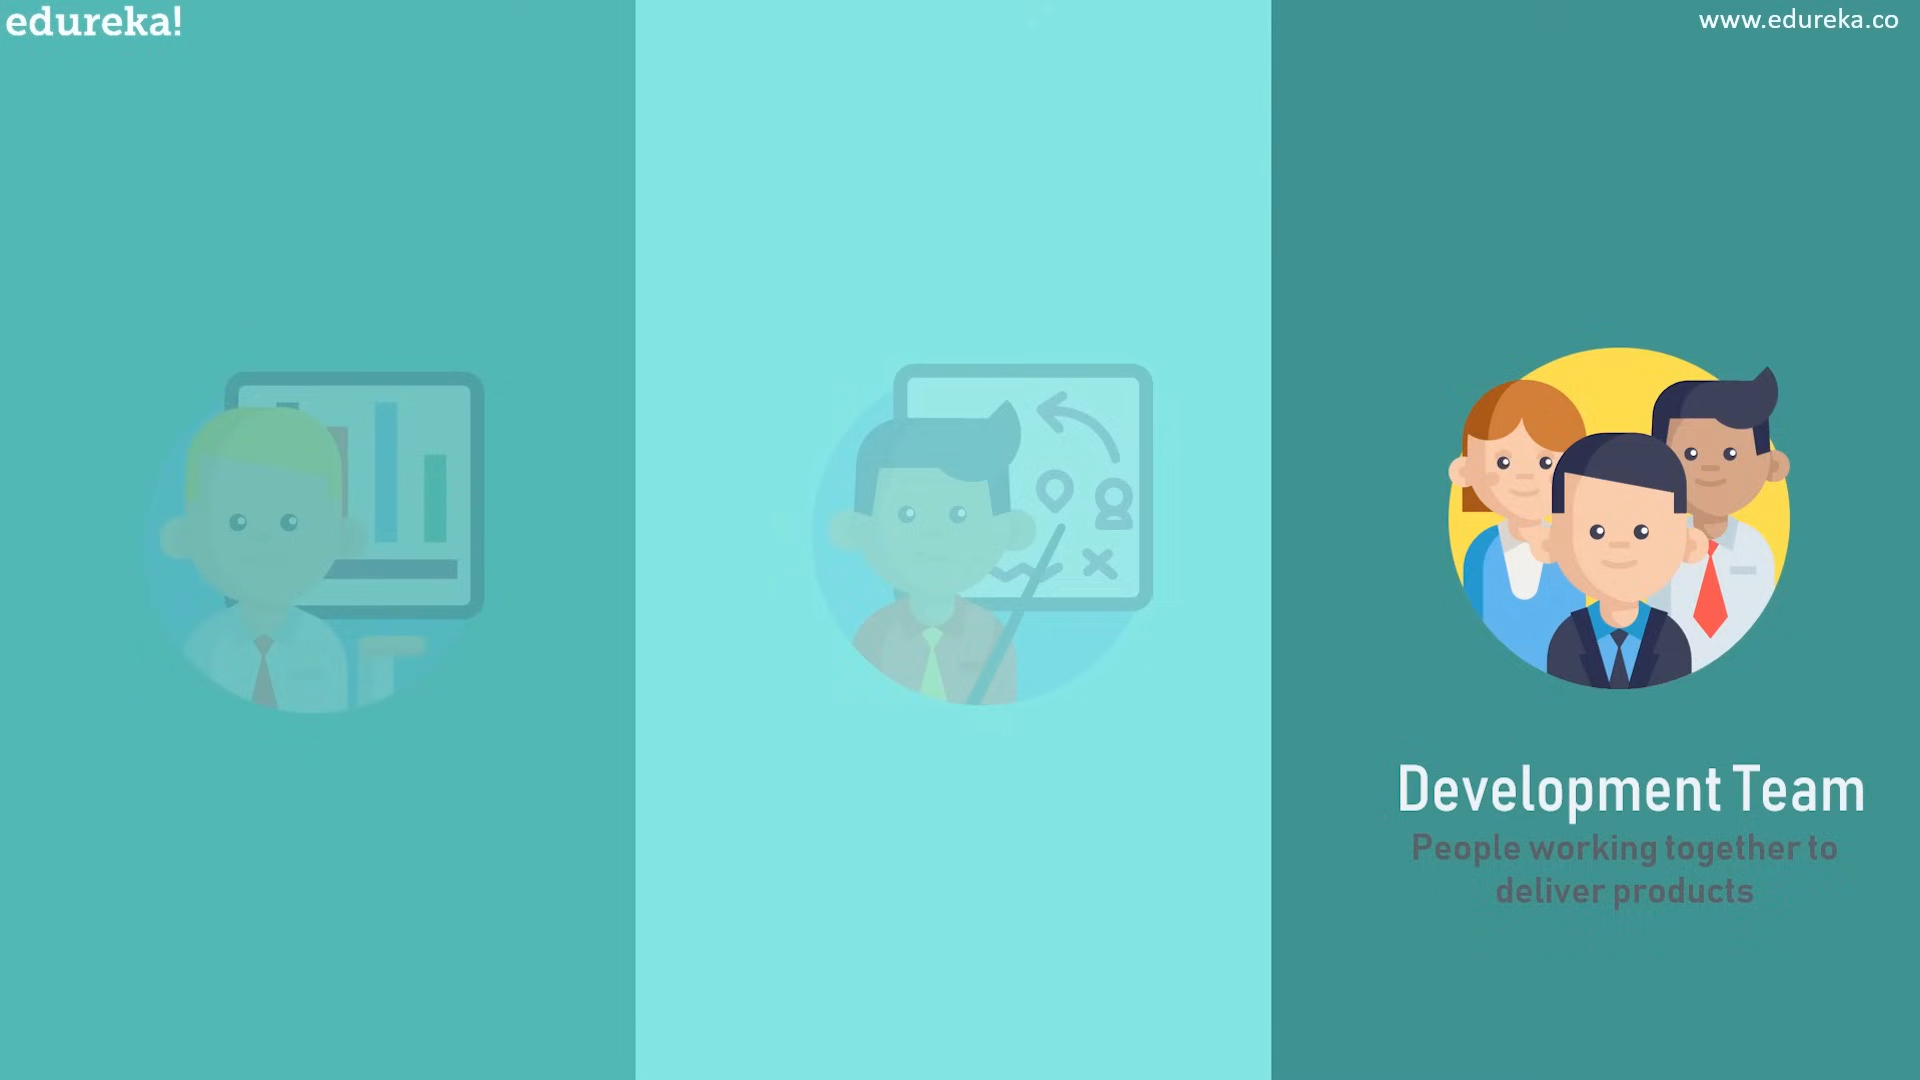 edureka!
www.edureka.co
Development Team
People working together to
deliver products